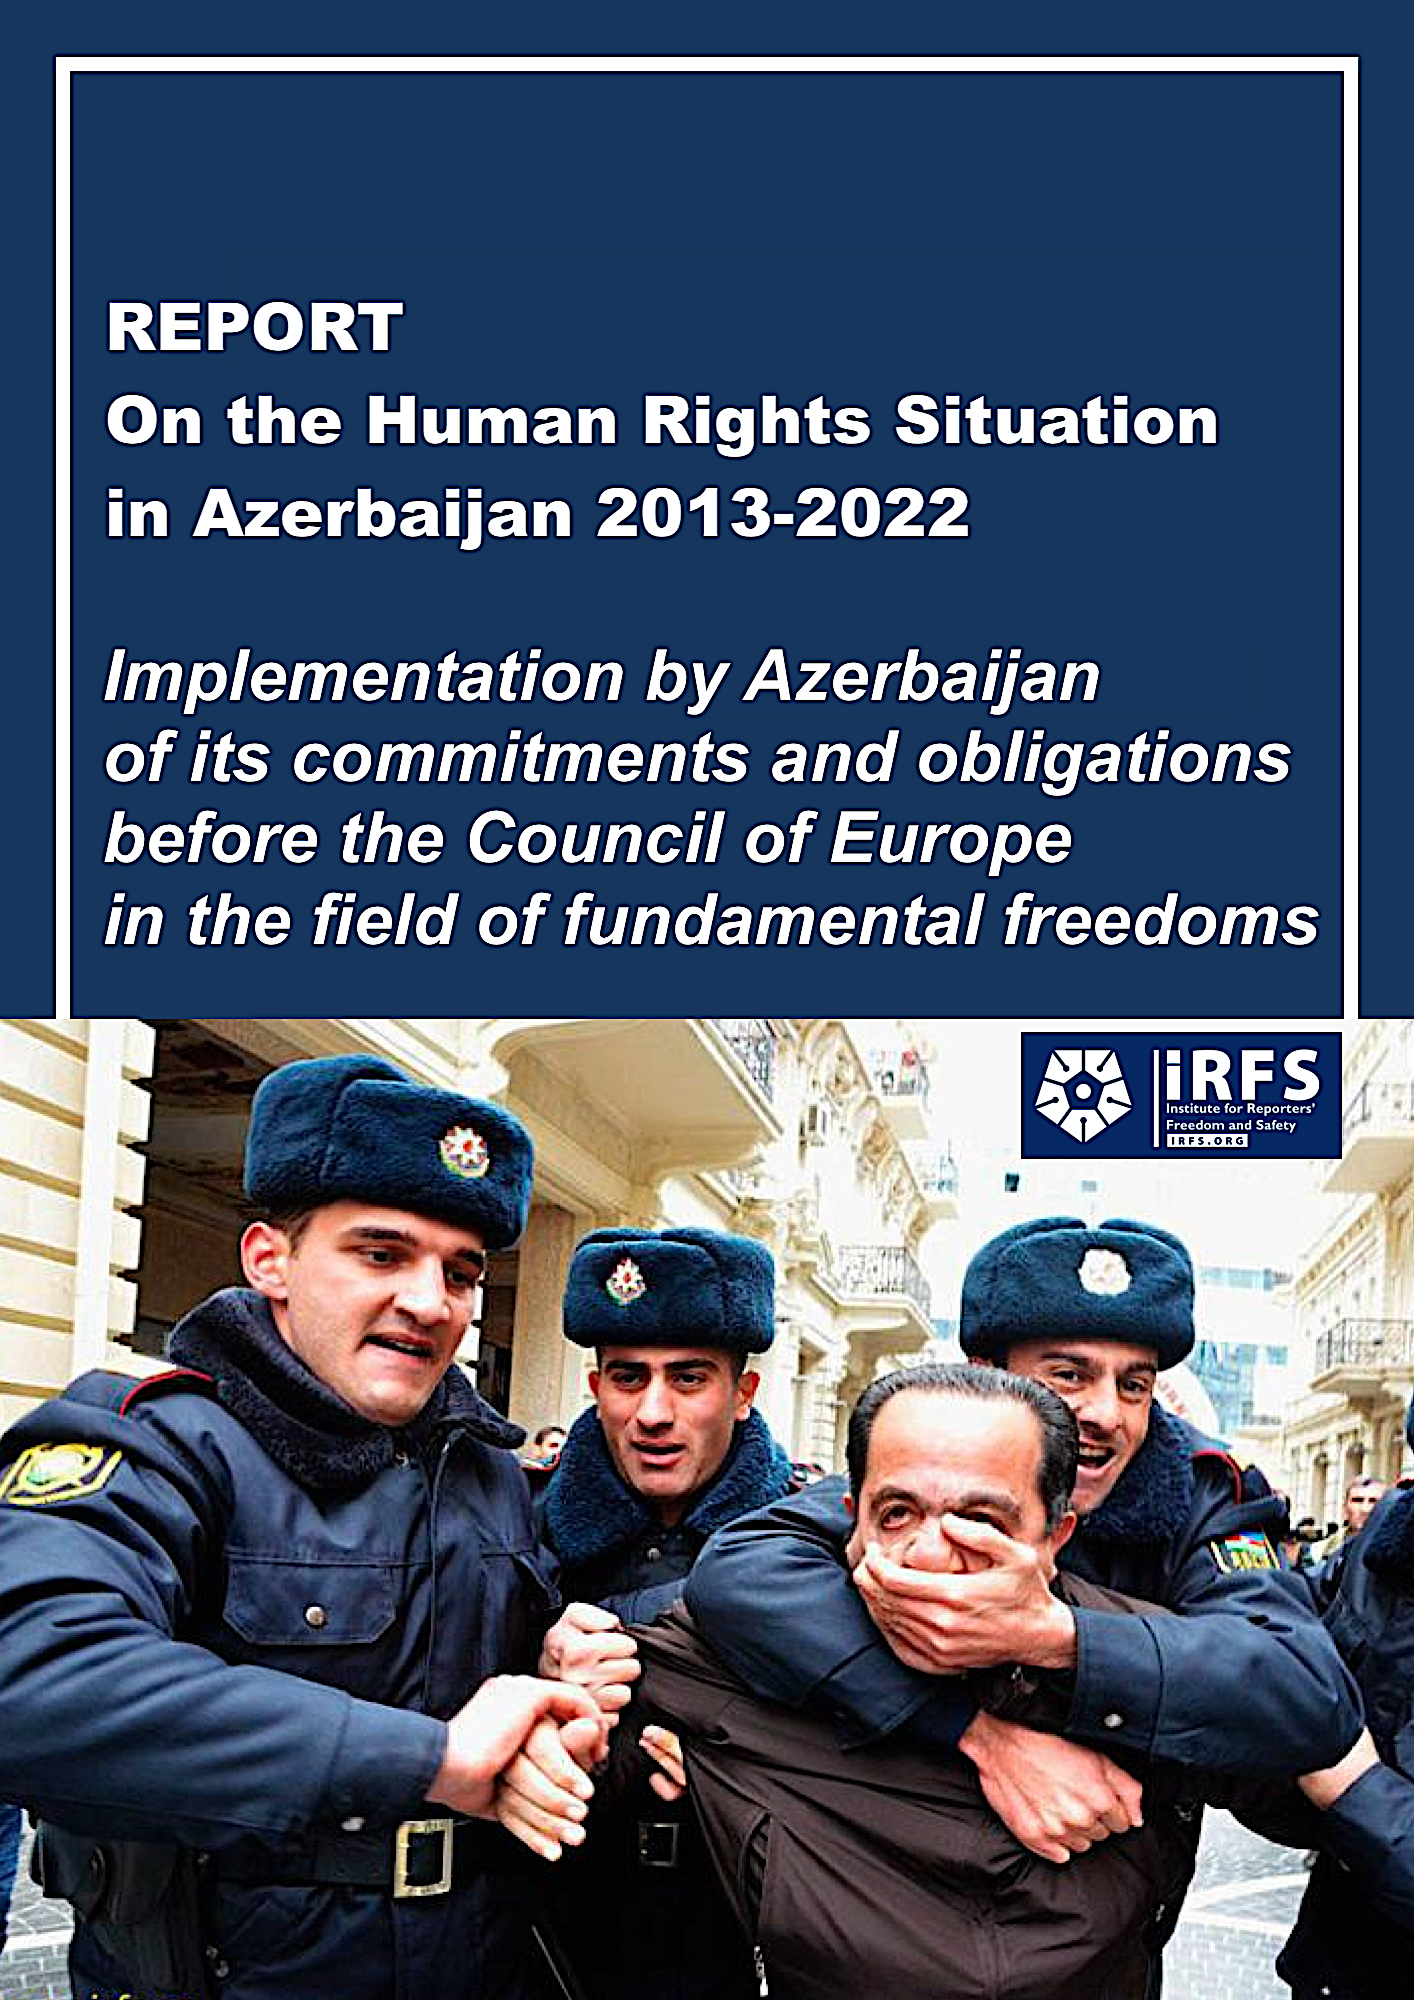 REPORT
On the Human Rights Situation
in Azerbaijan 2013-2022
Implementation by Azerbaijan
of its commitments and obligations
before the Council of Europe
in the field of fundamental freedoms
iRFS
Institute for Reporters'
Freedom and Safety
IRFS.ORG